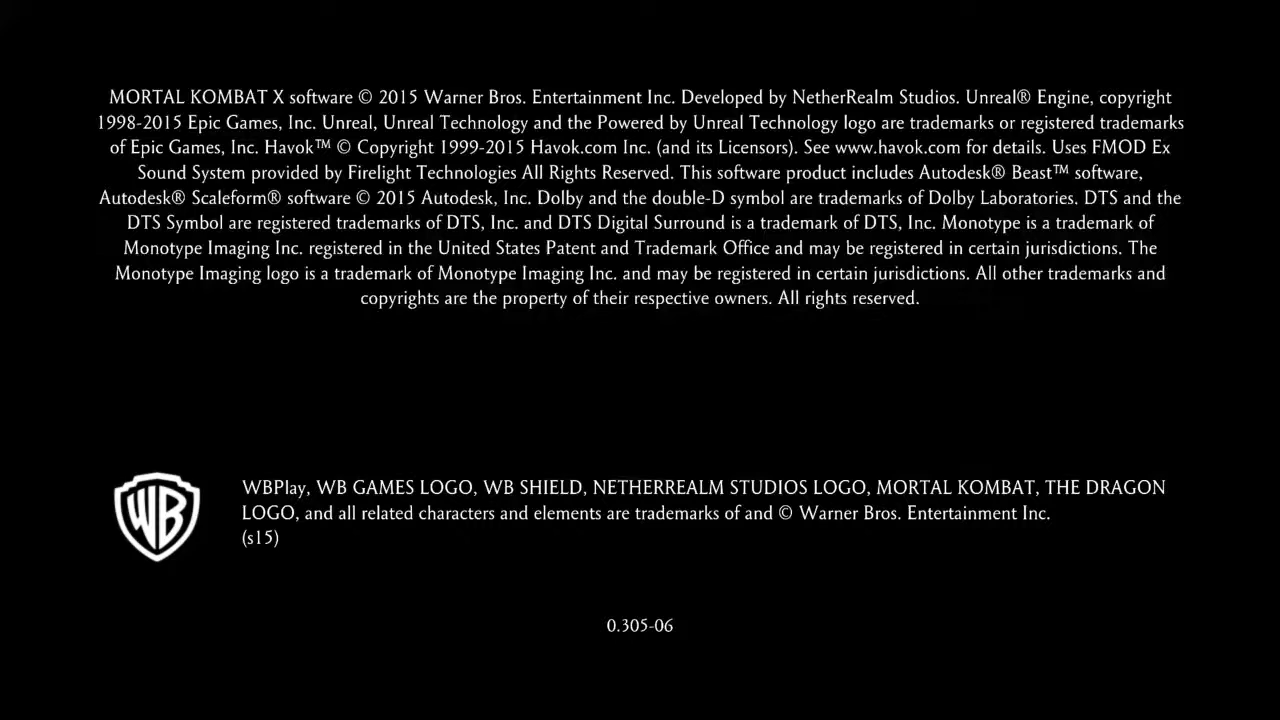 MORTAL KOMBAT X software © 2015 Warner Bros. Entertainment Inc. Developed by NetherRealm Studios. Unreal® Engine, copyright
1998-2015 Epic Games, Inc. Unreal, Unreal Technology and the Powered by Unreal Technology logo are trademarks or registered trademarks
of Epic Games, Inc. Havok™ © Copyright 1999-2015 Havok.com Inc. (and its Licensors). See www.havok.com for details. Uses FMOD Ex
Sound System provided by Firelight Technologies All Rights Reserved. This software product includes Autodesk® Beast™ software,
Autodesk® Scaleform® software © 2015 Autodesk, Inc. Dolby and the double-D symbol are trademarks of Dolby Laboratories. DTS and the
DTS Symbol are registered trademarks of DTS, Inc. and DTS Digital Surround is a trademark of DTS, Inc. Monotype is a trademark of
Monotype Imaging Inc. registered in the United States Patent and Trademark Office and may be registered in certain jurisdictions. The
Monotype Imaging logo is a trademark of Monotype Imaging Inc. and may be registered in certain jurisdictions. All other trademarks and
copyrights are the property of their respective owners. All rights reserved.
WB
WBPlay, WB GAMES LOGO, WB SHIELD, NETHERREALM STUDIOS LOGO, MORTAL KOMBAT, THE DRAGON
LOGO, and all related characters and elements are trademarks of and © Warner Bros. Entertainment Inc.
(s15)
0.305-06